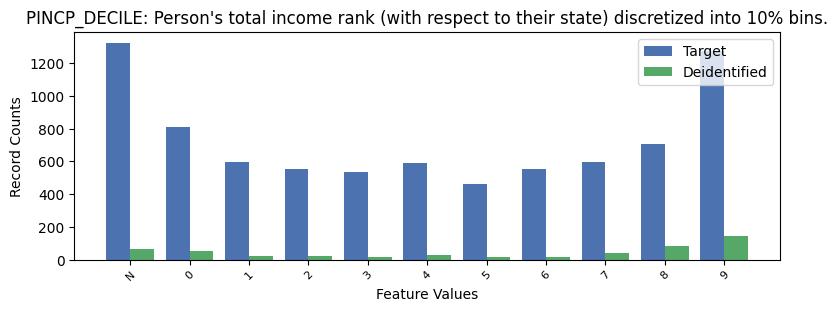 PINCP_DECILE: Person's total income rank (with respect to their state) discretized into 10% bins.
Target
Deidentified
Record Counts
1200
1000
800
600
400
200
0
N 0 1 2 3 4 5 6 7 8 9
Feature Values